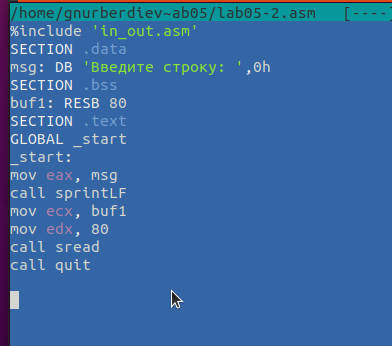 /home/gnurberdiev~ab05/lab05-2.asm [----]
%include 'in_out.asm'
SECTION .data
msg: DB 'Введите строку: ',0h
SECTION .bss
buf1: RESB 80
SECTION .text
GLOBAL _start
_start:
mov eax, msg
call sprintLF
mov ecx, buf1
mov edx, 80
call sread
call quit